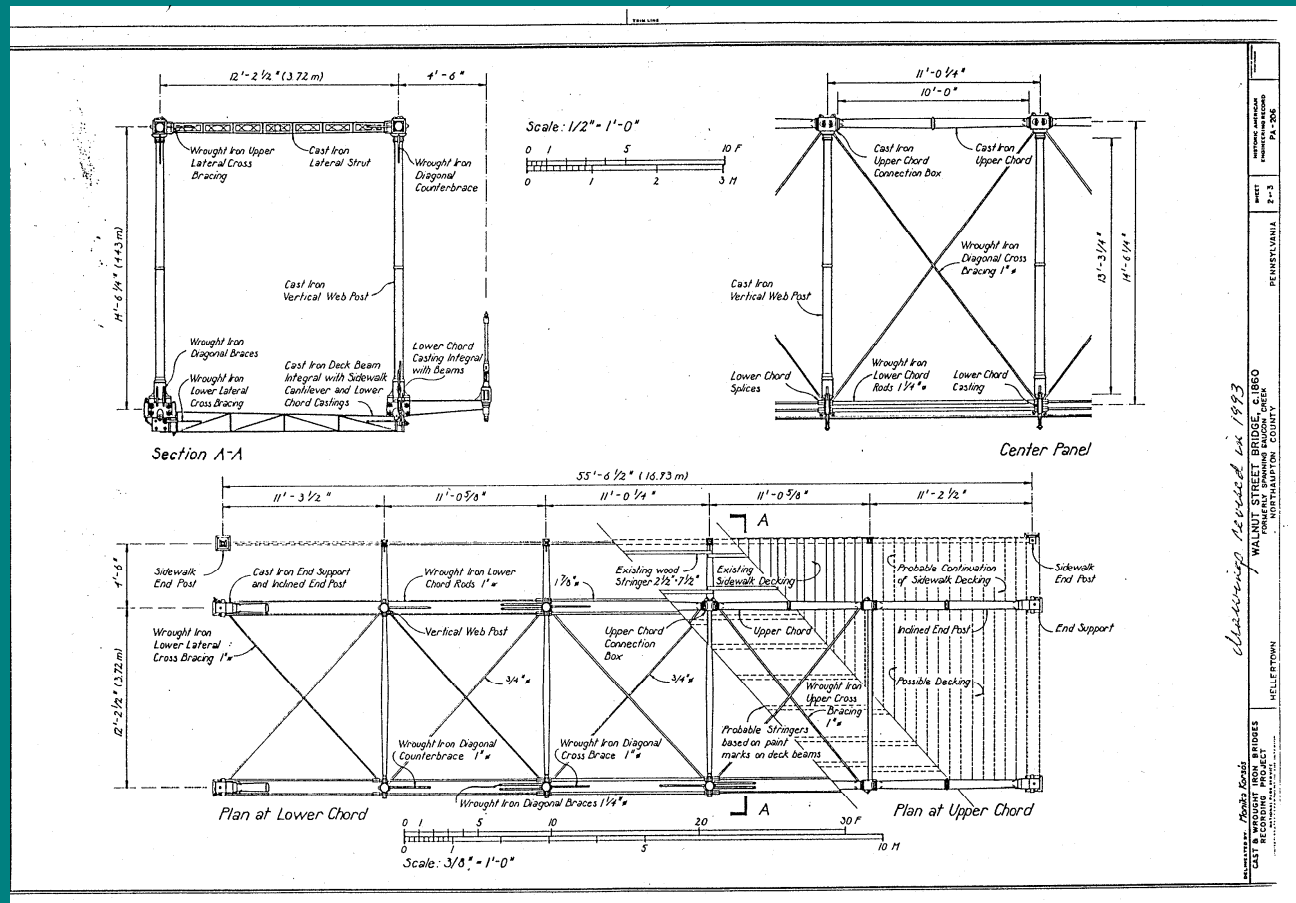 TRIM LINE
12'-2 1/2" (3.72 m)
4'-6"
Wrought Iron Upper
Lateral Cross
Bracing
Cast Iron
Lateral Strut
Wrought Iron
Diagonal
Counterbrace
14'-6 1/4" (4.43 m)
Cast Iron
Vertical Web Post
Wrought Iron
Diagonal Braces
Wrought Iron
Lower Lateral
Cross Bracing
Cast Iron Deck Beam
Integral with Sidewalk
Cantilever and Lower
Chord Castings
Lower Chord
Casting Integral
with Beams
Section A-A
Scale: 1/2" = 1'-0"
0 1 5 10 F
0 1 2 3 M
11'-0 1/4"
10'-0"
Cast Iron
Upper Chord
Connection Box
Cast Iron
Upper Chord
Wrought Iron
Diagonal Cross
Bracing 1"
Cast Iron
Vertical Web Post
13'-3 1/4"
14'-6 1/4"
Lower Chord
Splices
Wrought Iron
Lower Chord
Rods 1 1/4"
Lower Chord
Casting
Center Panel
55'-6 1/2" (16.93 m)
11'-3 1/2"
11'-0 5/8"
11'-0 1/4"
11'-0 5/8"
11'-2 1/2"
A
4'-6"
12'-2 1/2" (3.72 m)
Sidewalk
End Post
Cast Iron End Support
and Inclined End Post
Wrought Iron Lower
Chord Rods 1"
1 7/8"
Existing wood
Stringer 2 1/2" × 7 1/2"
Existing
Sidewalk Decking
Probable Continuation
of Sidewalk Decking
Sidewalk
End Post
Wrought Iron
Lower Lateral
Cross Bracing 1"
Vertical Web Post
Upper Chord
Connection
Box
Upper Chord
Inclined End Post
End Support
3/4"
3/4"
Wrought Iron
Upper Cross
Bracing
1"
Possible Decking
Probable Stringers
based on paint
marks on deck beams
Wrought Iron Diagonal
Counterbrace 1"
Wrought Iron Diagonal
Cross Brace 1"
Wrought Iron Diagonal Braces 1 1/4"
A
Plan at Lower Chord
Plan at Upper Chord
0 1 5 10 20 30 F
0 1 5 10 M
Scale: 3/8" = 1'-0"
HISTORIC AMERICAN
ENGINEERING RECORD
PA-206
SHEET
2 of 3
PENNSYLVANIA
WALNUT STREET BRIDGE, c.1860
FORMERLY SPANNING SAUCON CREEK
NORTHAMPTON COUNTY
HELLERTOWN
Drawings revised in 1993
DELINEATED BY: Monika Korsós
CAST & WROUGHT IRON BRIDGES
RECORDING PROJECT